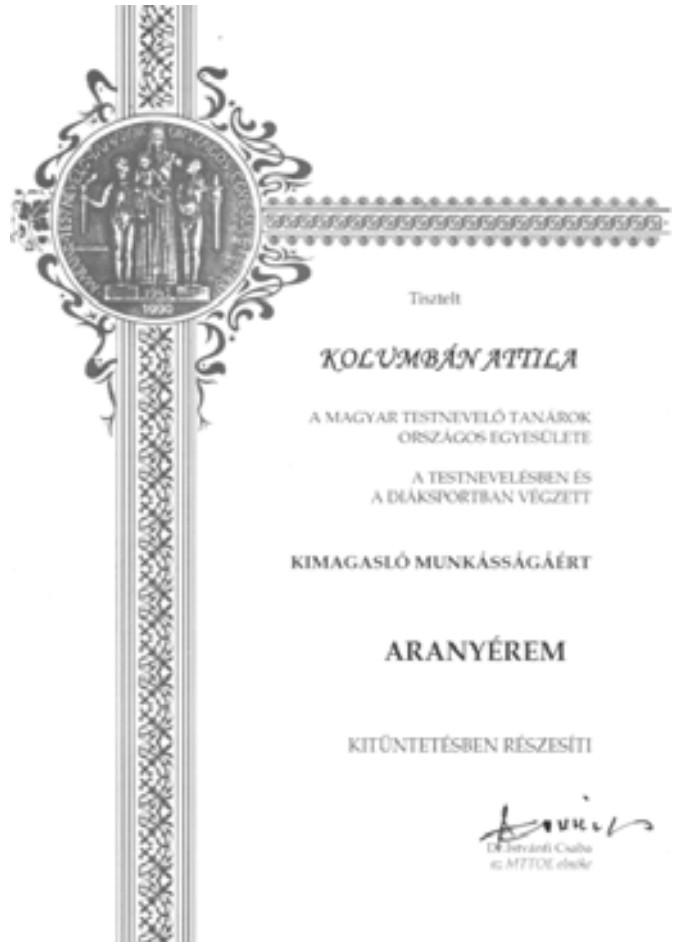 1990
Tisztelt
KOLUMBÁN ATTILA
A MAGYAR TESTNEVELŐ TANÁROK
ORSZÁGOS EGYESÜLETE
A TESTNEVELÉSBEN ÉS
A DIÁKSPORTBAN VÉGZETT
KIMAGASLÓ MUNKÁSSÁGÁÉRT
ARANYÉREM
KITÜNTETÉSBEN RÉSZESÍTI
Dr. Istvánfi Csaba
az MTTOE elnöke